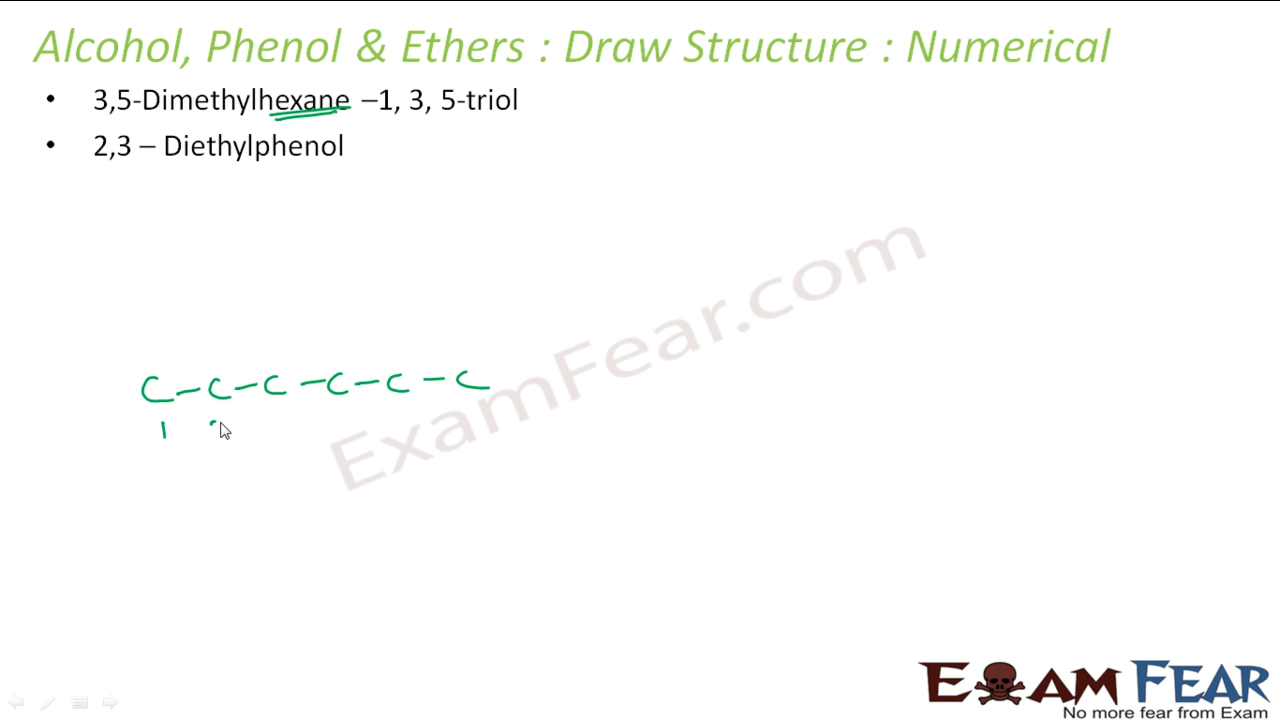 Alcohol, Phenol & Ethers : Draw Structure : Numerical
• 3,5-Dimethylhexane –1, 3, 5-triol
• 2,3 – Diethylphenol
ExamFear.com
C – C – C – C – C – C
1
EXAM FEAR
No more fear from Exam